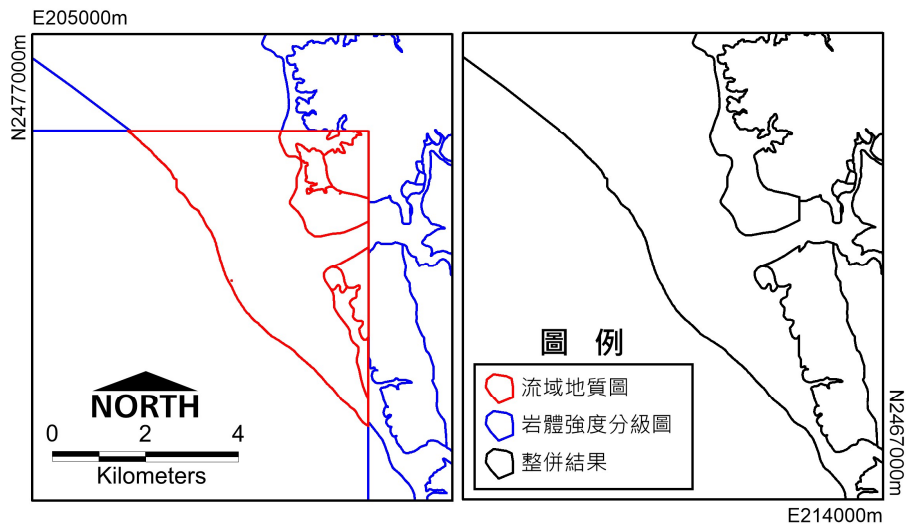 E205000m
N2477000m
NORTH
0 2 4
Kilometers
圖 例
流域地質圖
岩體強度分級圖
整併結果
N2467000m
E214000m